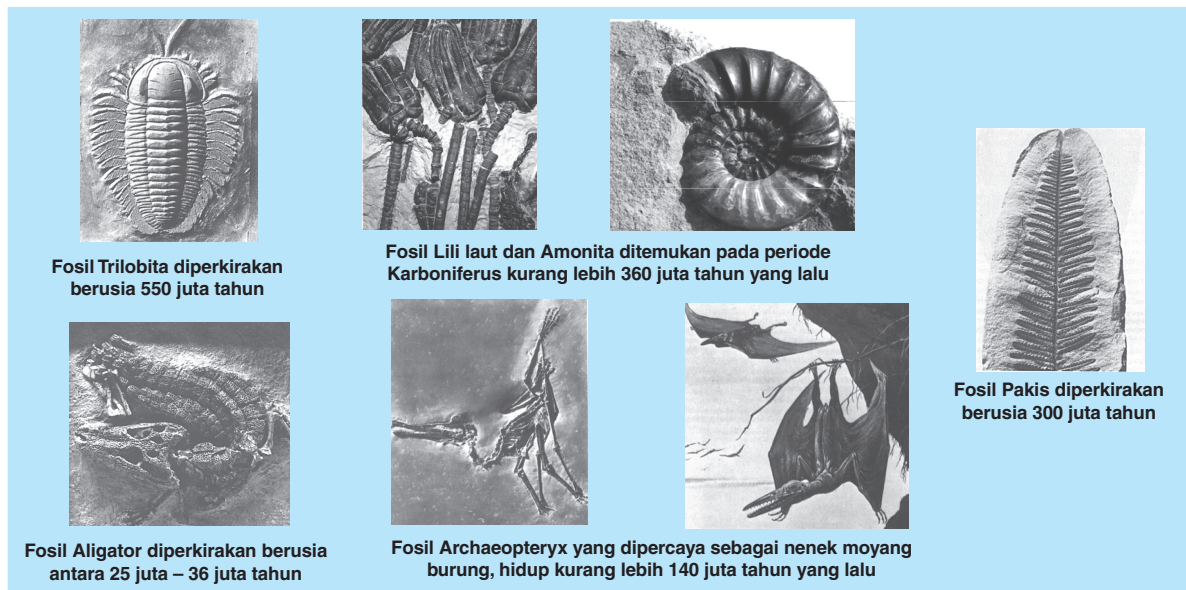 Fosil Trilobita diperkirakan
berusia 550 juta tahun
Fosil Lili laut dan Amonita ditemukan pada periode
Karboniferus kurang lebih 360 juta tahun yang lalu
Fosil Pakis diperkirakan
berusia 300 juta tahun
Fosil Aligator diperkirakan berusia
antara 25 juta – 36 juta tahun
Fosil Archaeopteryx yang dipercaya sebagai nenek moyang
burung, hidup kurang lebih 140 juta tahun yang lalu